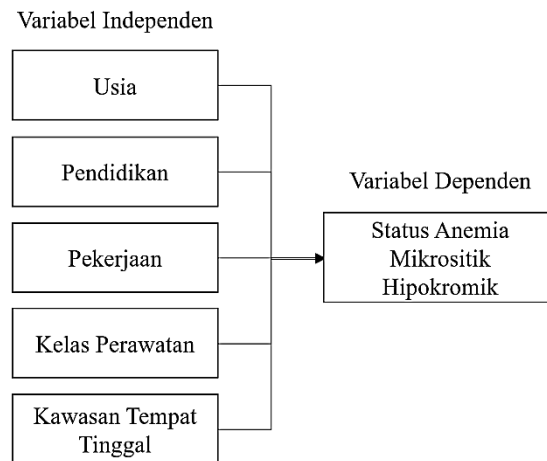 Variabel Independen
Usia
Pendidikan
Pekerjaan
Kelas Perawatan
Kawasan Tempat
Tinggal
Variabel Dependen
Status Anemia
Mikrositik
Hipokromik